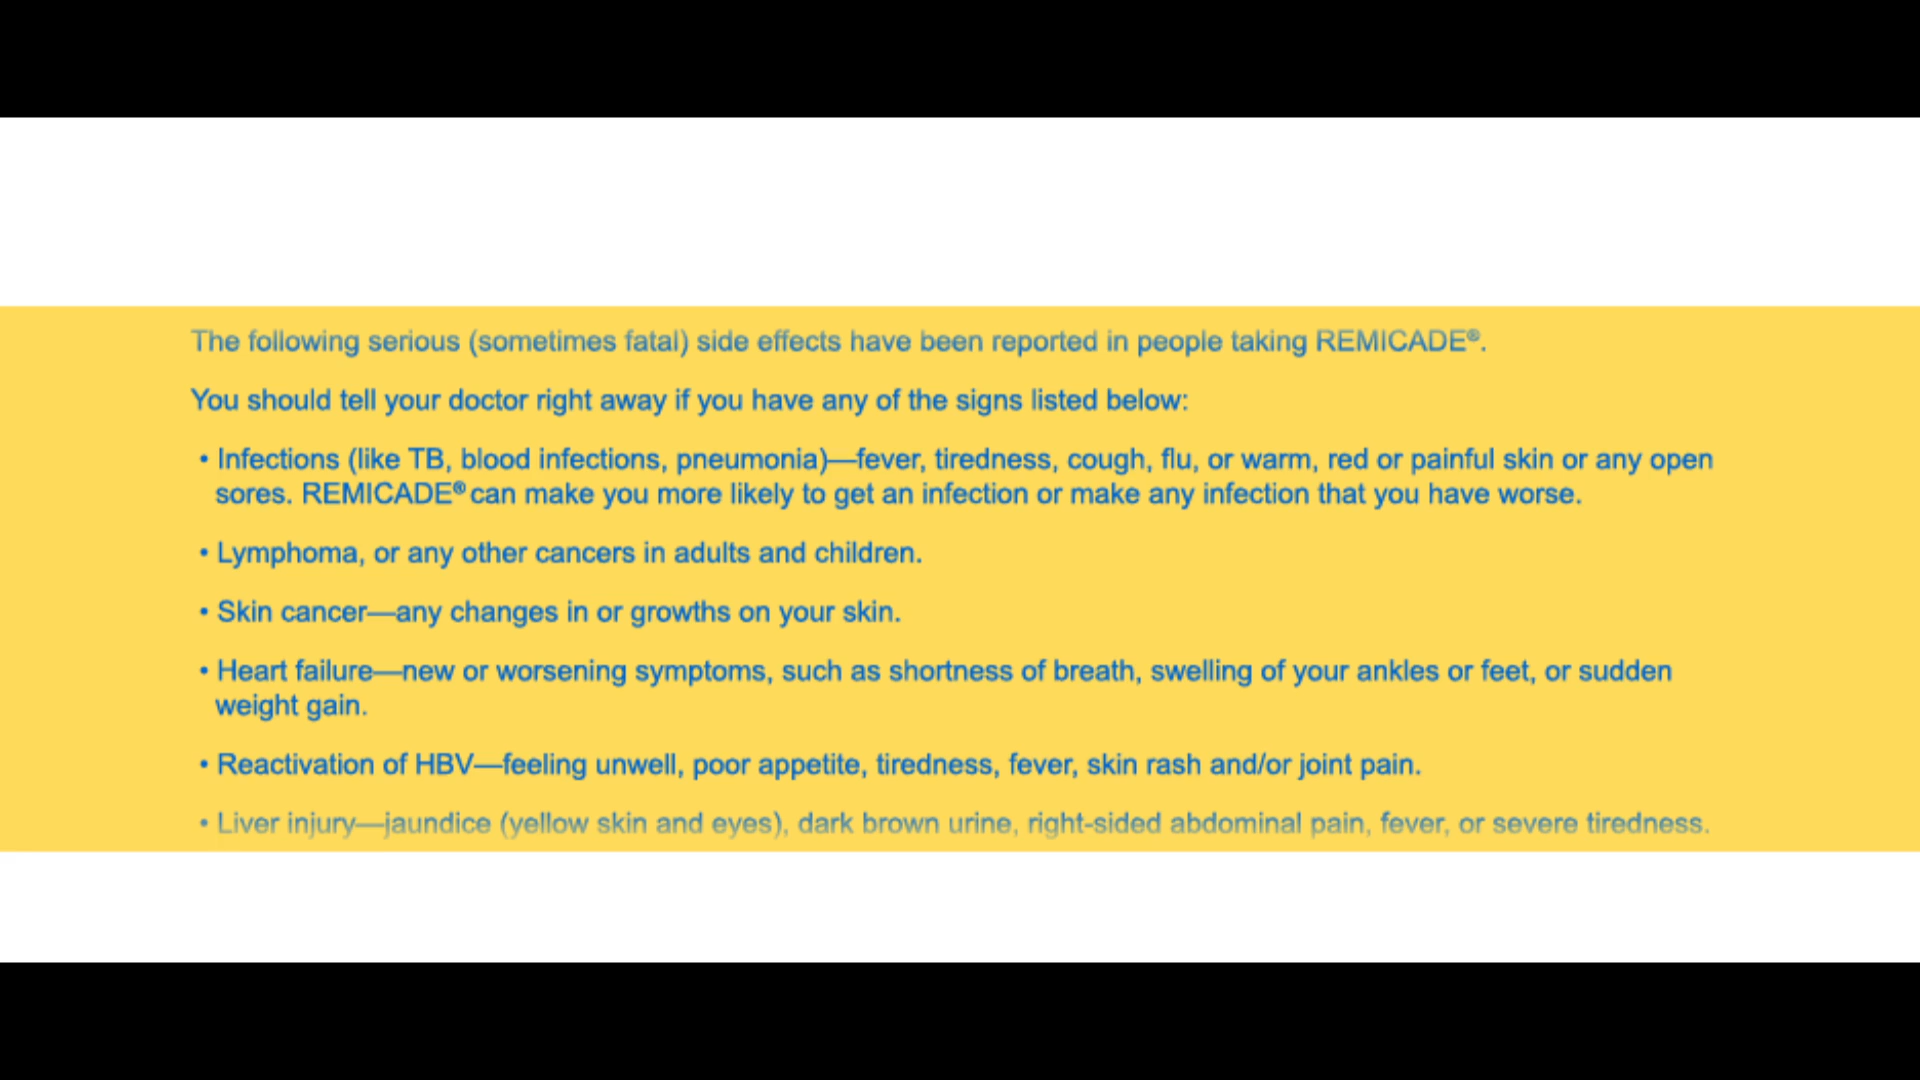 The following serious (sometimes fatal) side effects have been reported in people taking REMICADE®.
You should tell your doctor right away if you have any of the signs listed below:
• Infections (like TB, blood infections, pneumonia)—fever, tiredness, cough, flu, or warm, red or painful skin or any open
sores. REMICADE® can make you more likely to get an infection or make any infection that you have worse.
• Lymphoma, or any other cancers in adults and children.
• Skin cancer—any changes in or growths on your skin.
• Heart failure—new or worsening symptoms, such as shortness of breath, swelling of your ankles or feet, or sudden
weight gain.
• Reactivation of HBV—feeling unwell, poor appetite, tiredness, fever, skin rash and/or joint pain.
• Liver injury—jaundice (yellow skin and eyes), dark brown urine, right-sided abdominal pain, fever, or severe tiredness.